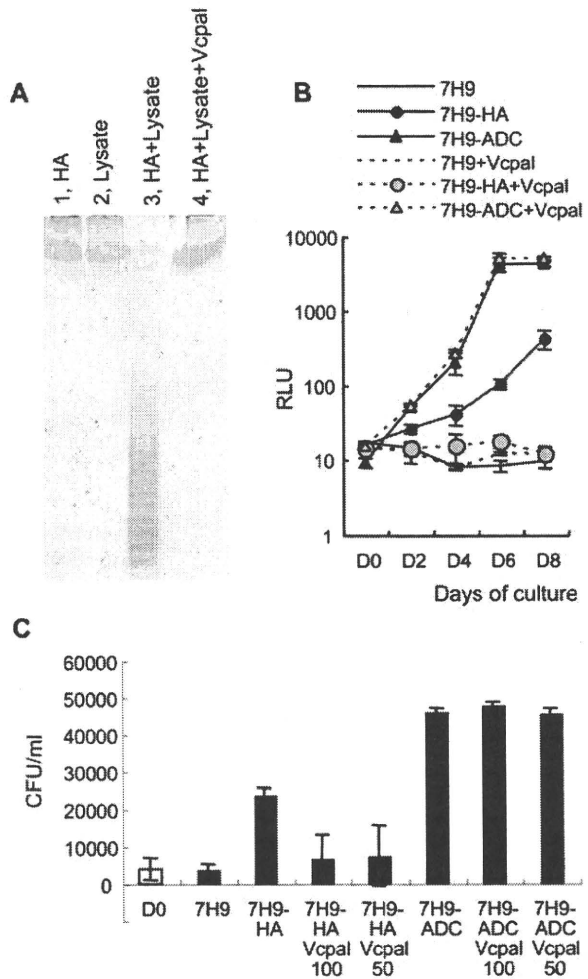 A
1, HA
2, Lysate
3, HA+Lysate
4, HA+Lysate+Vcpal
B
7H9
7H9-HA
7H9-ADC
7H9+Vcpal
7H9-HA+Vcpal
7H9-ADC+Vcpal
10000
1000
100
10
1
RLU
D0 D2 D4 D6 D8
Days of culture
C
60000
50000
40000
30000
20000
10000
0
CFU/ml
D0
7H9
7H9-
HA
7H9-
HA
Vcpal
100
7H9-
HA
Vcpal
50
7H9-
ADC
7H9-
ADC
Vcpal
100
7H9-
ADC
Vcpal
50